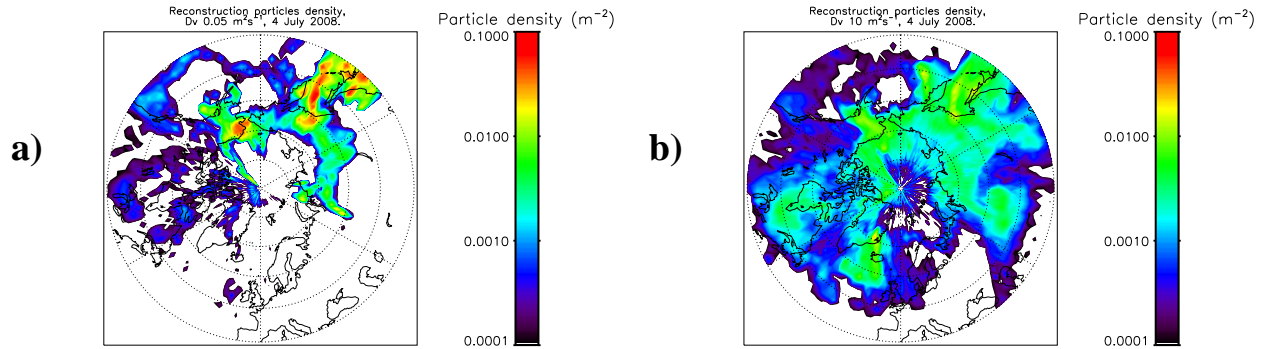 a)
Reconstruction particles density,
Dv 0.05 m²s⁻¹, 4 July 2008.
Particle density (m⁻²)
0.1000
0.0100
0.0010
0.0001
b)
Reconstruction particles density,
Dv 10 m²s⁻¹, 4 July 2008.
Particle density (m⁻²)
0.1000
0.0100
0.0010
0.0001